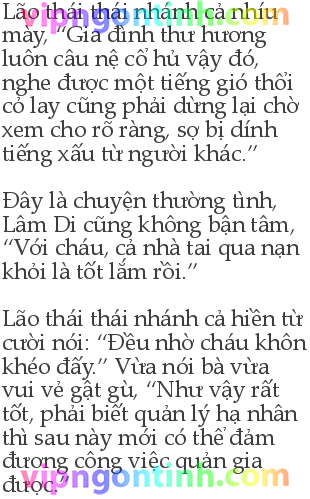 Lão thái thái nhánh cả nhíu
mày, “Gia đình thư hương
luôn câu nệ cổ hủ vậy đó,
nghe được một tiếng gió thổi
cỏ lay cũng phải dừng lại chờ
xem cho rõ ràng, sợ bị dính
tiếng xấu từ người khác.”
Đây là chuyện thường tình,
Lâm Di cũng không bận tâm,
“Với cháu, cả nhà tai qua nạn
khỏi là tốt lắm rồi.”
Lão thái thái nhánh cả hiền từ
cười nói: “Đều nhờ cháu khôn
khéo đấy.” Vừa nói bà vừa
vui vẻ gật gù, “Như vậy rất
tốt, phải biết quản lý hạ nhân
thì sau này mới có thể đảm
đương công việc quản gia
được.”
vipngontinh.com
vipngontinh.com
vipngontinh.com